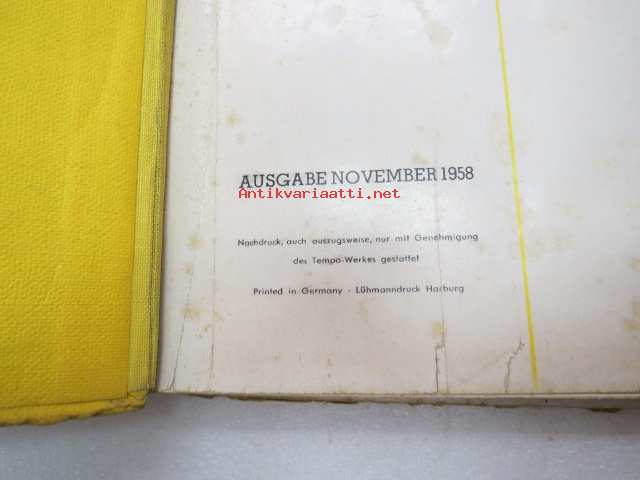 AUSGABE NOVEMBER 1958
Antikvariaatti.net
Nachdruck, auch auszugsweise, nur mit Genehmigung
des Tempo-Werkes gestattet
Printed in Germany - Lühmanndruck Harburg